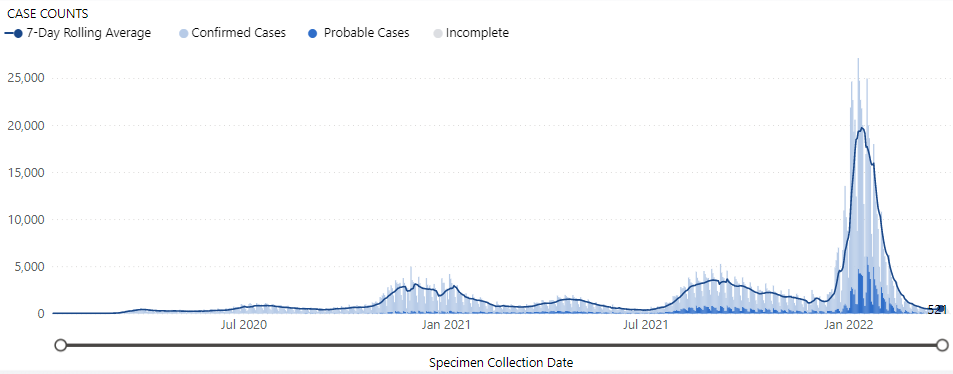 CASE COUNTS
7-Day Rolling Average Confirmed Cases Probable Cases Incomplete
25,000
20,000
15,000
10,000
5,000
0
521
Jul 2020 Jan 2021 Jul 2021 Jan 2022
Specimen Collection Date